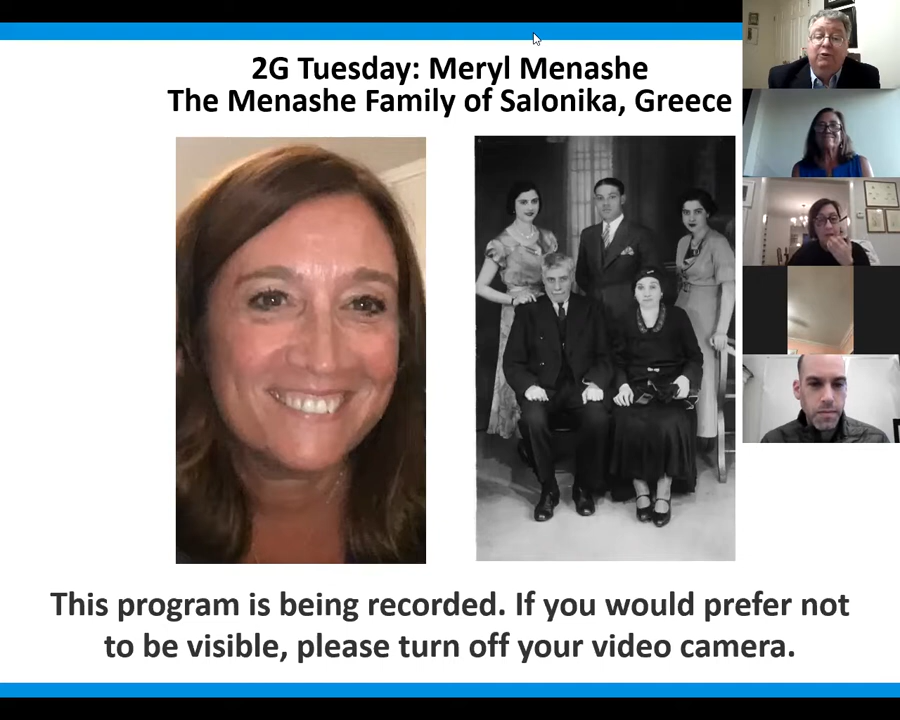 2G Tuesday: Meryl Menashe
The Menashe Family of Salonika, Greece
This program is being recorded. If you would prefer not
to be visible, please turn off your video camera.